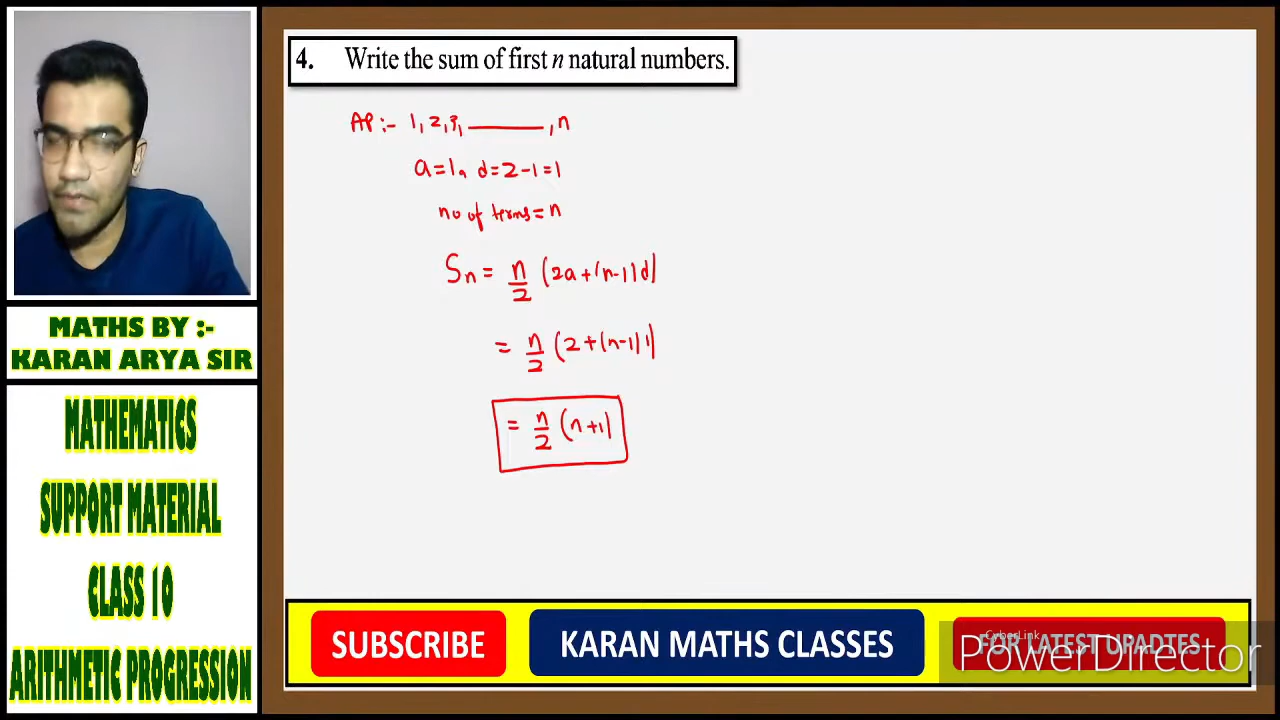 4. Write the sum of first n natural numbers.
AP :- 1, 2, 3, ———, n
a = 1, d = 2 - 1 = 1
no of terms = n
Sn = n/2 (2a + (n-1)d)
= n/2 (2 + (n-1)1)
= n/2 (n+1)
MATHS BY :-
KARAN ARYA SIR
MATHEMATICS
SUPPORT MATERIAL
CLASS 10
ARITHMETIC PROGRESSION
SUBSCRIBE
KARAN MATHS CLASSES
FOR LATEST UPADTES
CyberLink
PowerDirector